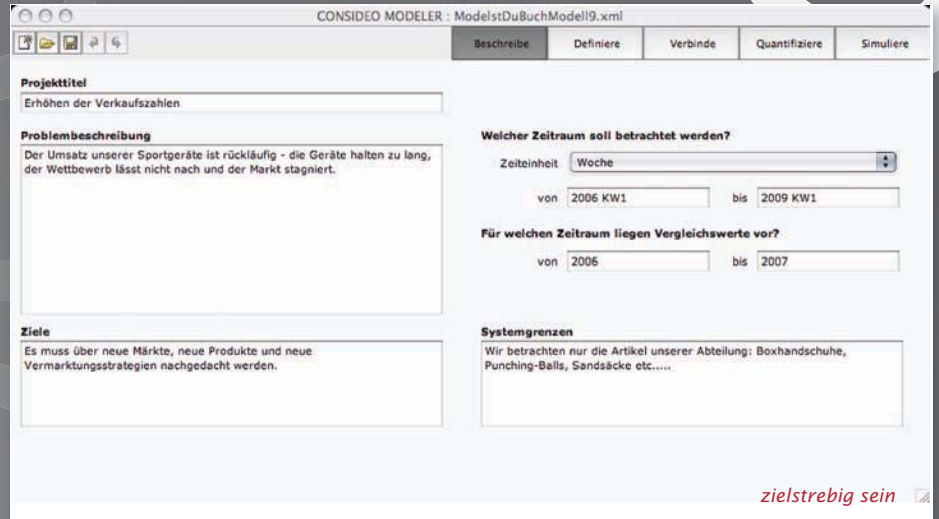 CONSIDEO MODELER : ModelstDuBuchModell9.xml
Beschreibe
Definiere
Verbinde
Quantifiziere
Simuliere
Projekttitel
Erhöhen der Verkaufszahlen
Problembeschreibung
Der Umsatz unserer Sportgeräte ist rückläufig - die Geräte halten zu lang,
der Wettbewerb lässt nicht nach und der Markt stagniert.
Welcher Zeitraum soll betrachtet werden?
Zeiteinheit Woche
von 2006 KW1 bis 2009 KW1
Für welchen Zeitraum liegen Vergleichswerte vor?
von 2006 bis 2007
Ziele
Es muss über neue Märkte, neue Produkte und neue
Vermarktungsstrategien nachgedacht werden.
Systemgrenzen
Wir betrachten nur die Artikel unserer Abteilung: Boxhandschuhe,
Punching-Balls, Sandsäcke etc.....
zielstrebig sein